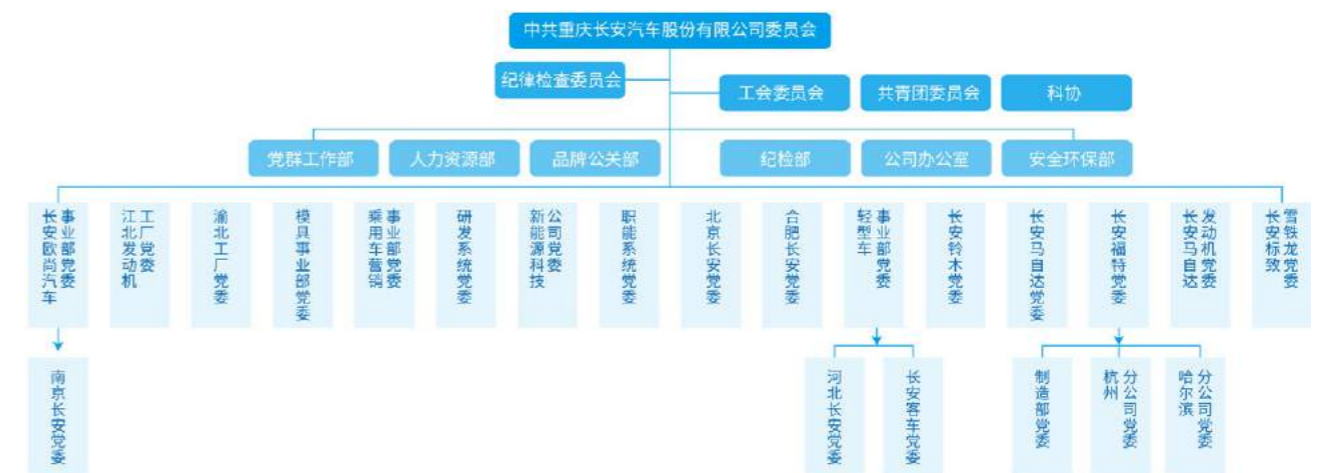 中共重庆长安汽车股份有限公司委员会
纪律检查委员会
工会委员会
共青团委员会
科协
党群工作部
人力资源部
品牌公关部
纪检部
公司办公室
安全环保部
长安欧尚汽车
事业部党委
江北发动机
工厂党委
渝北工厂党委
模具事业部党委
乘用车营销
事业部党委
研发系统党委
新能源科技
公司党委
职能系统党委
北京长安党委
合肥长安党委
轻型车
事业部党委
长安铃木党委
长安马自达党委
长安福特党委
长安马自达
发动机党委
长安标致
雪铁龙党委
南京长安党委
河北长安党委
长安客车党委
制造部党委
杭州
分公司党委
哈尔滨
分公司党委